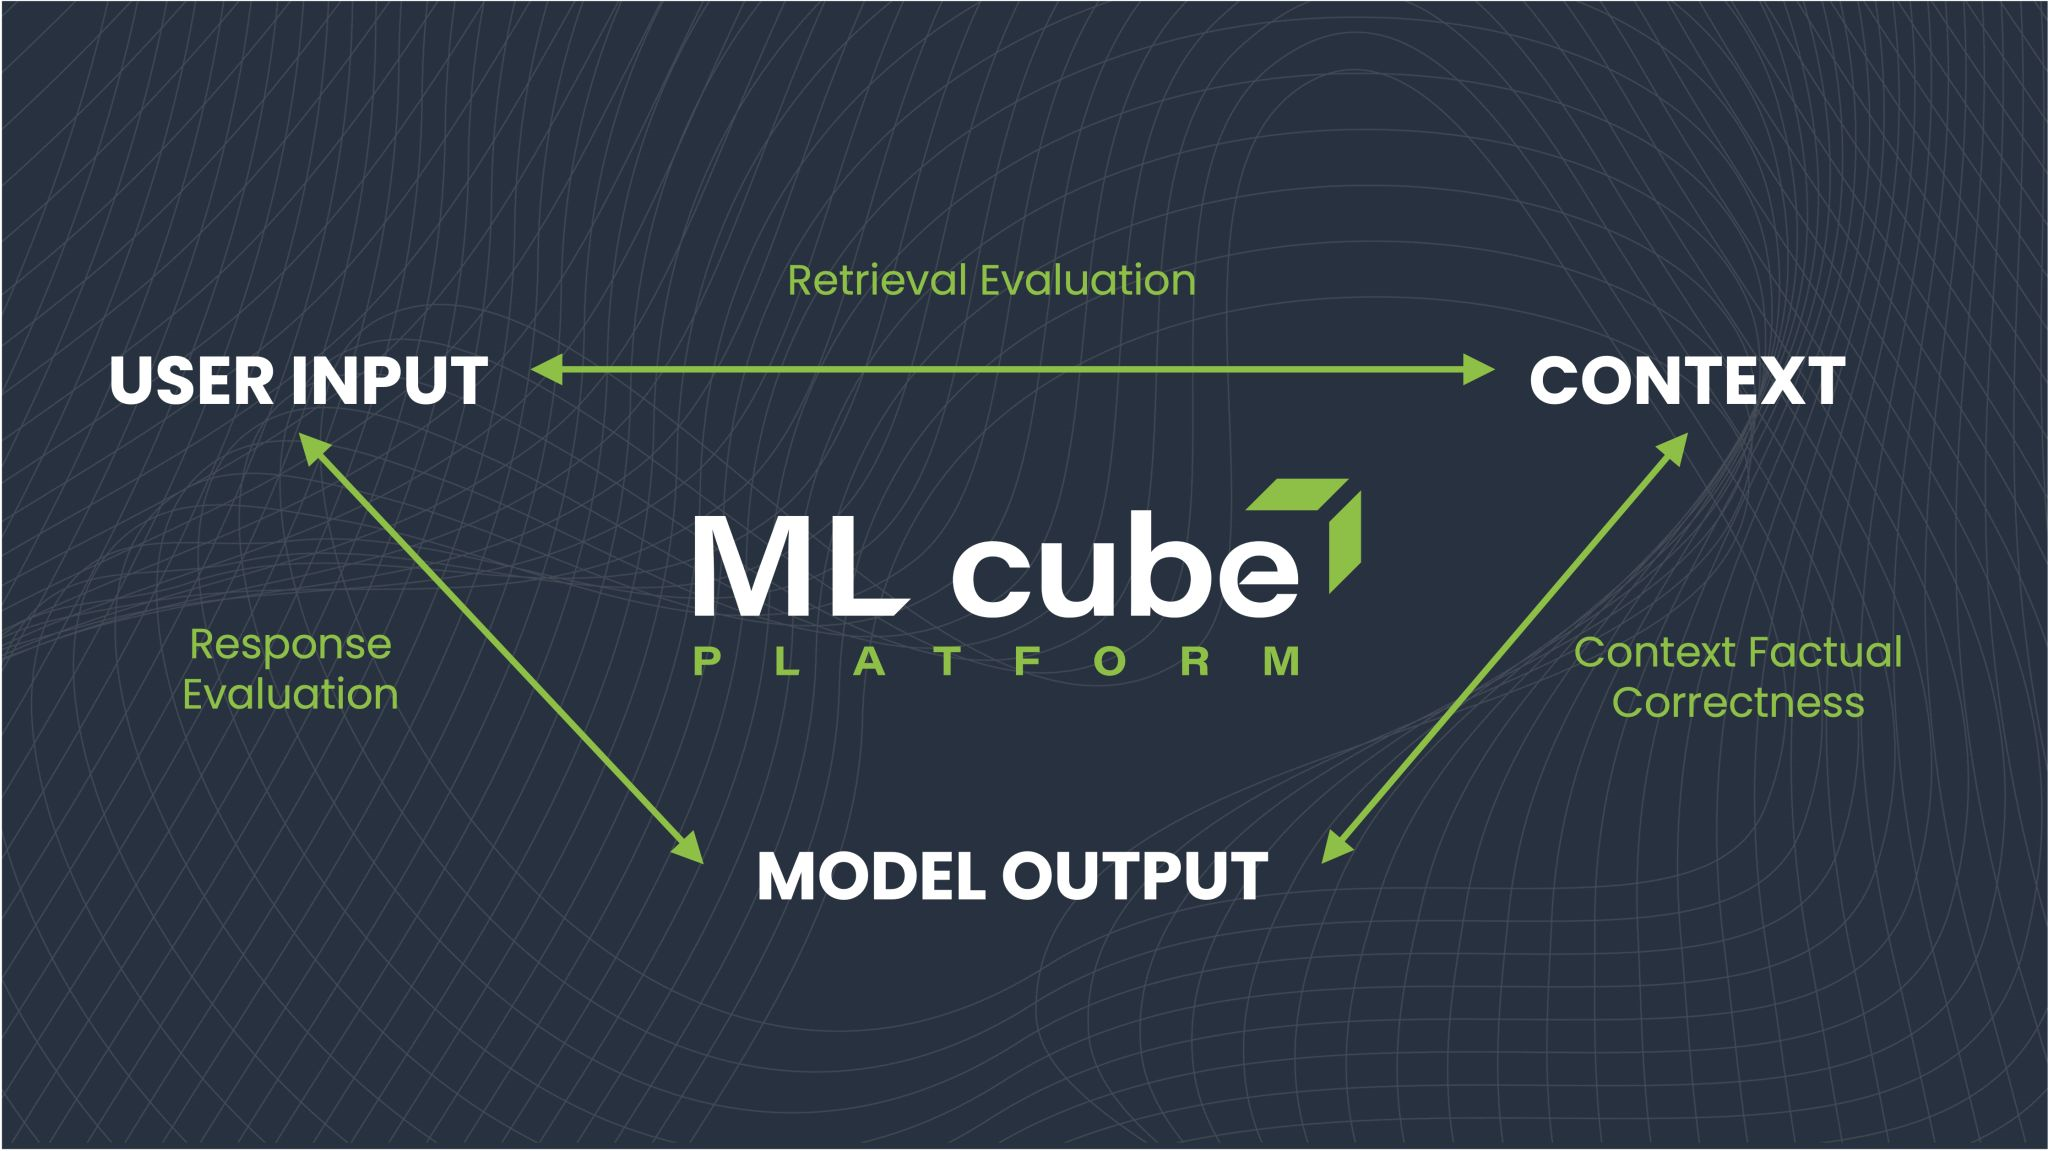 Retrieval Evaluation
USER INPUT
CONTEXT
ML cube
PLATFORM
Response
Evaluation
Context Factual
Correctness
MODEL OUTPUT